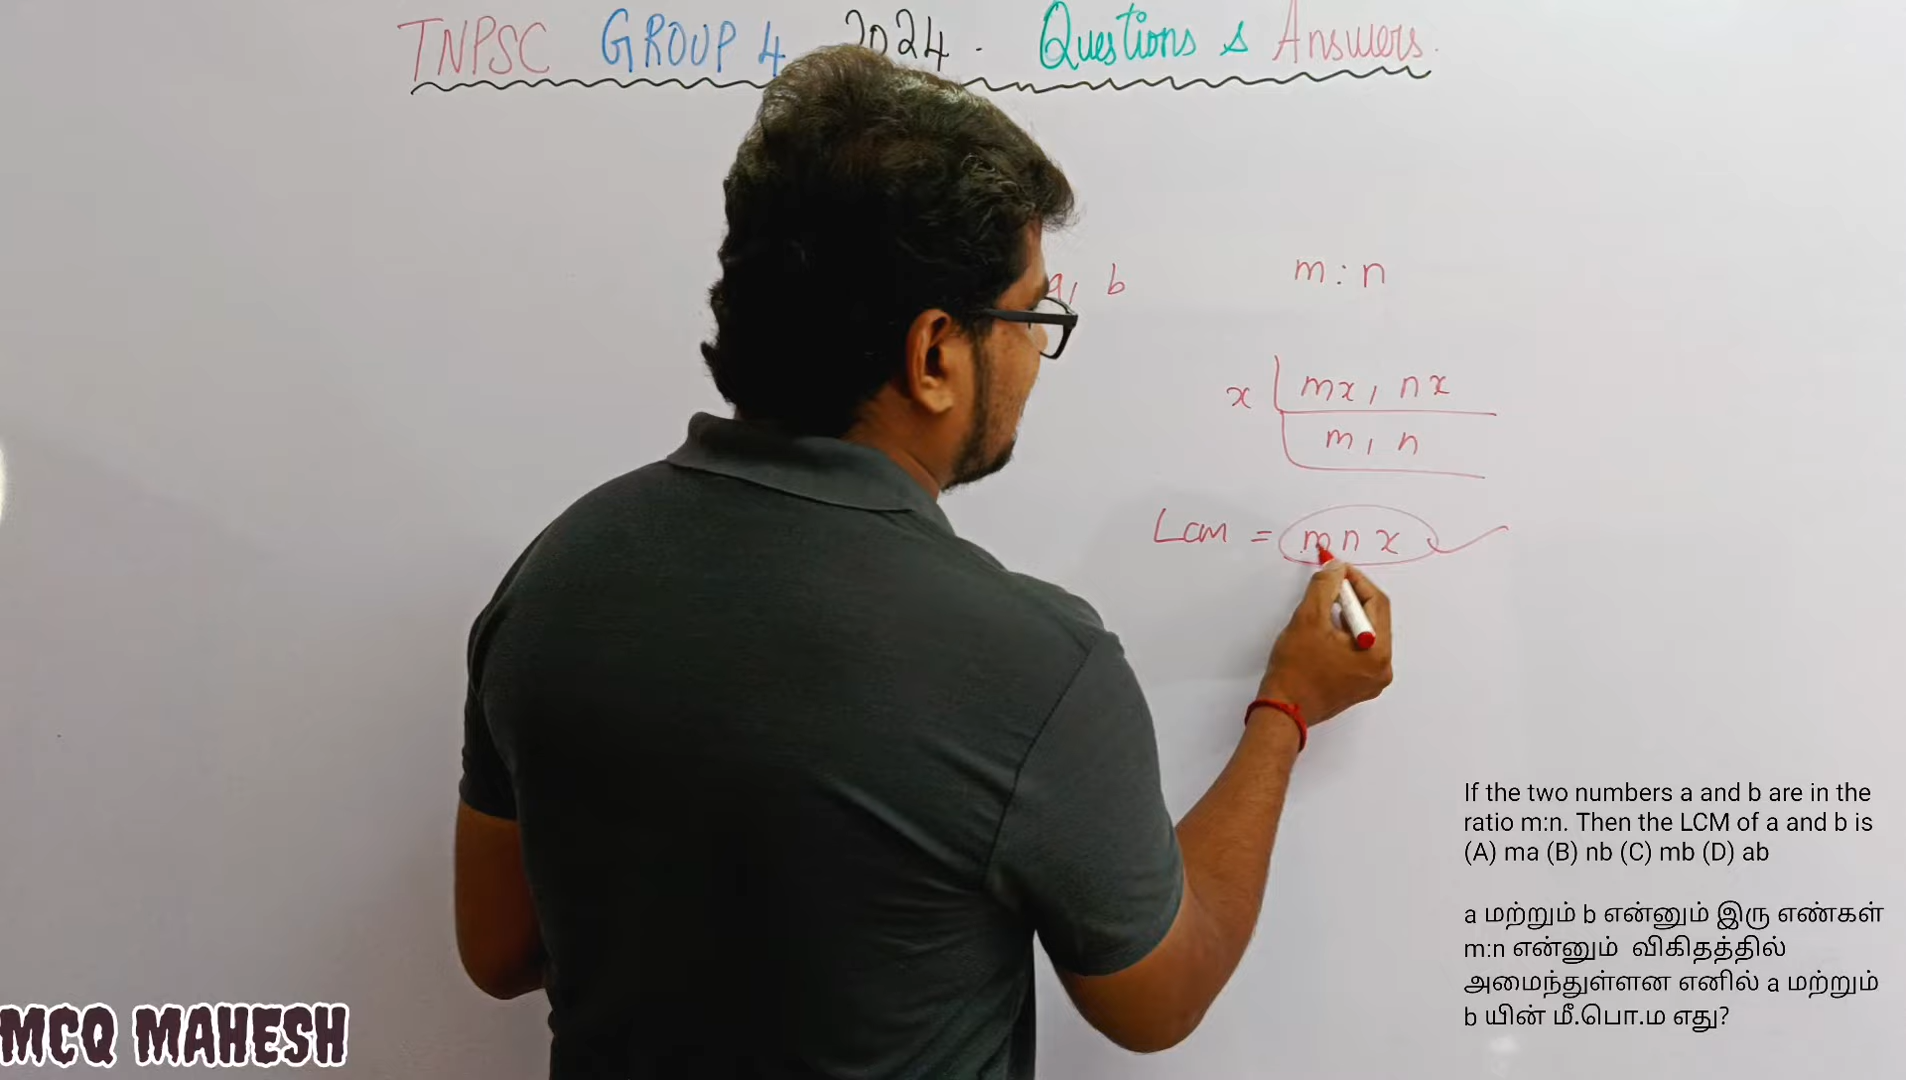 TNPSC GROUP 4 2024. Questions & Answers.
a, b m : n
x mx, nx
m, n
Lcm = m n x
If the two numbers a and b are in the
ratio m:n. Then the LCM of a and b is
(A) ma (B) nb (C) mb (D) ab
a மற்றும் b என்னும் இரு எண்கள்
m:n என்னும் விகிதத்தில்
அமைந்துள்ளன எனில் a மற்றும்
b யின் மீ.பொ.ம எது?
MCQ MAHESH